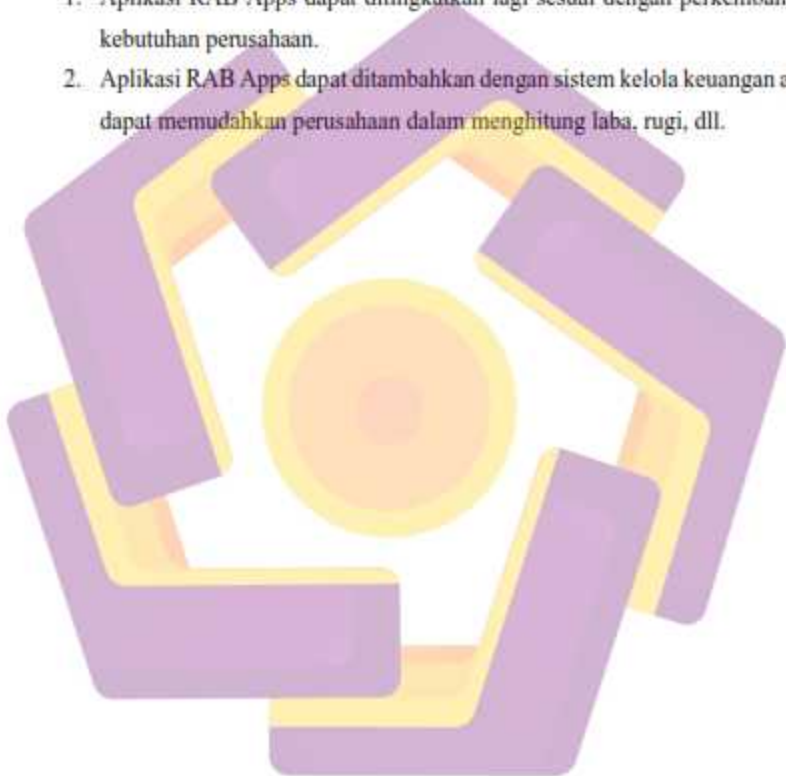 1. Aplikasi RAB Apps dapat ditingkatkan lagi sesuai dengan
kebutuhan perusahaan.
2. Aplikasi RAB Apps dapat ditambahkan dengan sistem kelola keuangan
dapat memudahkan perusahaan dalam menghitung laba, rugi, dll.